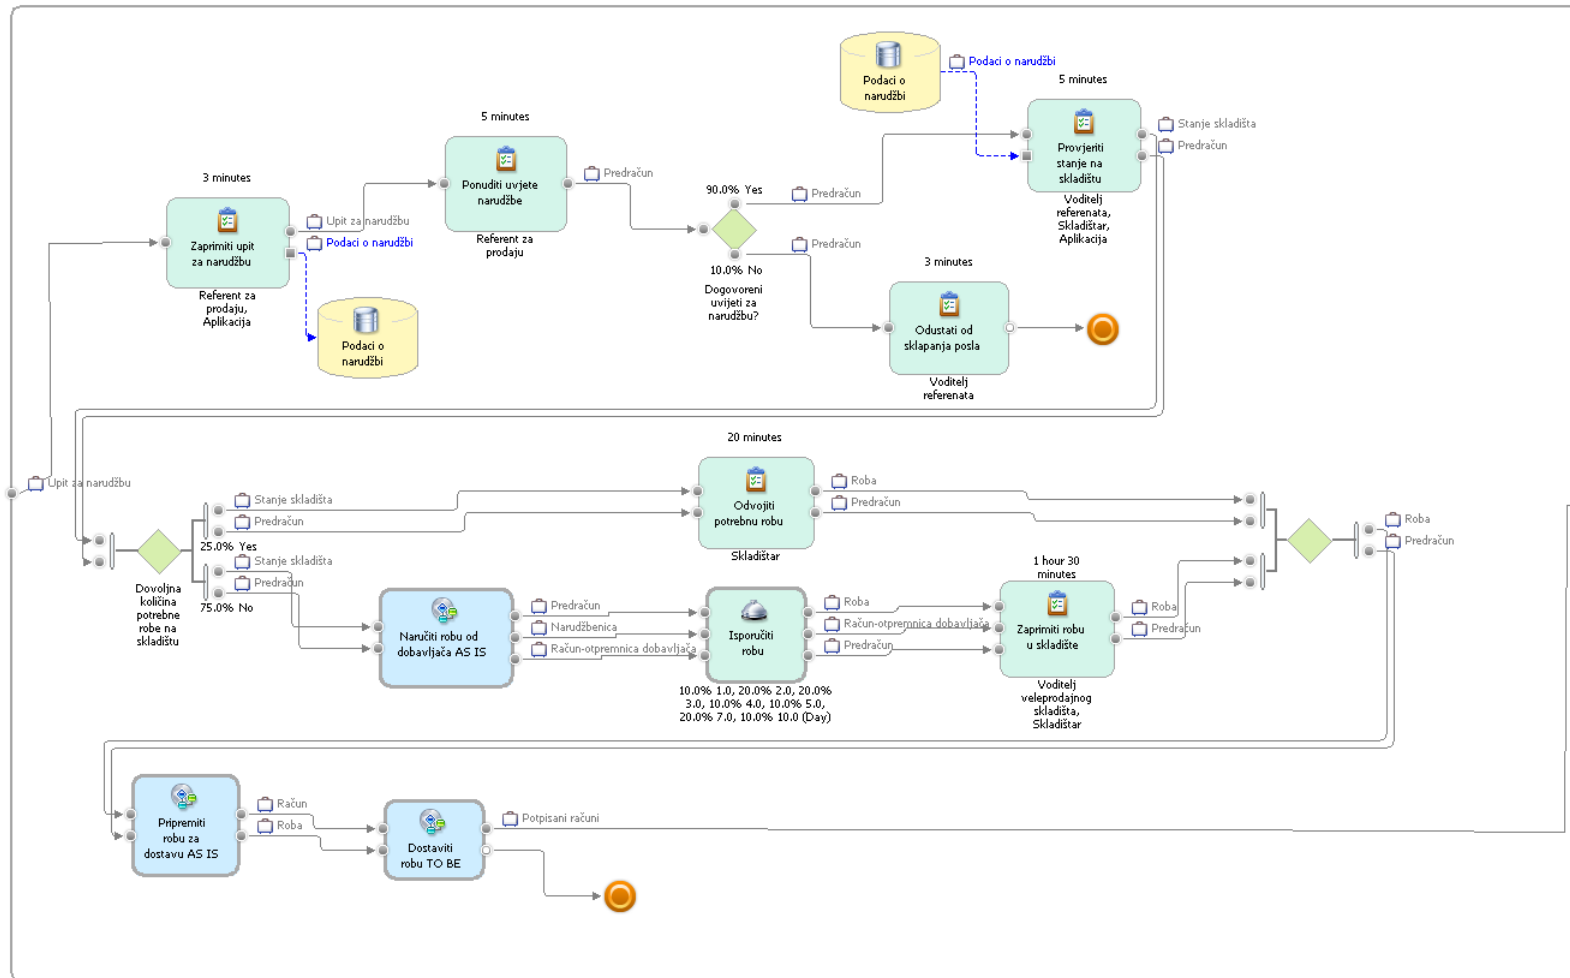 Podaci o
narudžbi
Podaci o narudžbi
5 minutes
Provjeriti
stanje na
skladištu
Voditelj
referenata,
Skladištar,
Aplikacija
Stanje skladišta
Predračun
5 minutes
Ponuditi uvjete
narudžbe
Referent za
prodaju
Predračun
3 minutes
Zaprimiti upit
za narudžbu
Referent za
prodaju,
Aplikacija
Upit za narudžbu
Podaci o narudžbi
Podaci o
narudžbi
90.0% Yes
Predračun
Predračun
10.0% No
Dogovoreni
uvijeti za
narudžbu?
3 minutes
Odustati od
sklapanja posla
Voditelj
referenata
Upit za narudžbu
Stanje skladišta
Predračun
25.0% Yes
Stanje skladišta
Predračun
75.0% No
Dovoljna
količina
potrebne
robe na
skladištu
20 minutes
Odvojiti
potrebnu robu
Skladištar
Roba
Predračun
Naručiti robu od
dobavljača AS IS
Predračun
Narudžbenica
Račun-otpremnica dobavljača
Isporučiti
robu
10.0% 1.0, 20.0% 2.0, 20.0%
3.0, 10.0% 4.0, 10.0% 5.0,
20.0% 7.0, 10.0% 10.0 (Day)
Roba
Račun-otpremnica dobavljača
Predračun
1 hour 30
minutes
Zaprimiti robu
u skladište
Voditelj
veleprodajnog
skladišta,
Skladištar
Roba
Predračun
Roba
Predračun
Pripremiti
robu za
dostavu AS IS
Račun
Roba
Dostaviti
robu TO BE
Potpisani računi